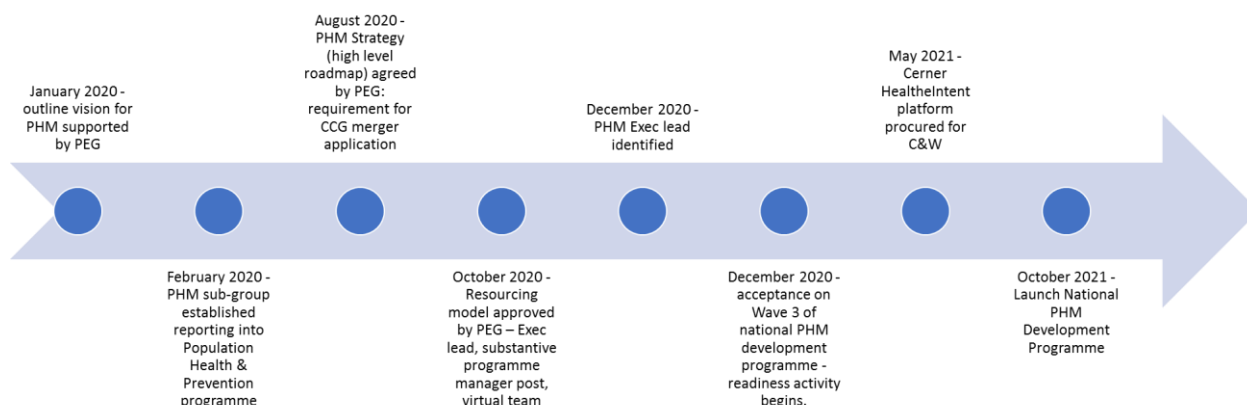 January 2020 -
outline vision for
PHM supported
by PEG
February 2020 -
PHM sub-group
established
reporting into
Population
Health &
Prevention
programme
August 2020 -
PHM Strategy
(high level
roadmap) agreed
by PEG:
requirement for
CCG merger
application
October 2020 -
Resourcing
model approved
by PEG – Exec
lead, substantive
programme
manager post,
virtual team
December 2020 -
PHM Exec lead
identified
December 2020 -
acceptance on
Wave 3 of
national PHM
development
programme -
readiness activity
begins.
May 2021 -
Cerner
HealtheIntent
platform
procured for
C&W
October 2021 -
Launch National
PHM
Development
Programme